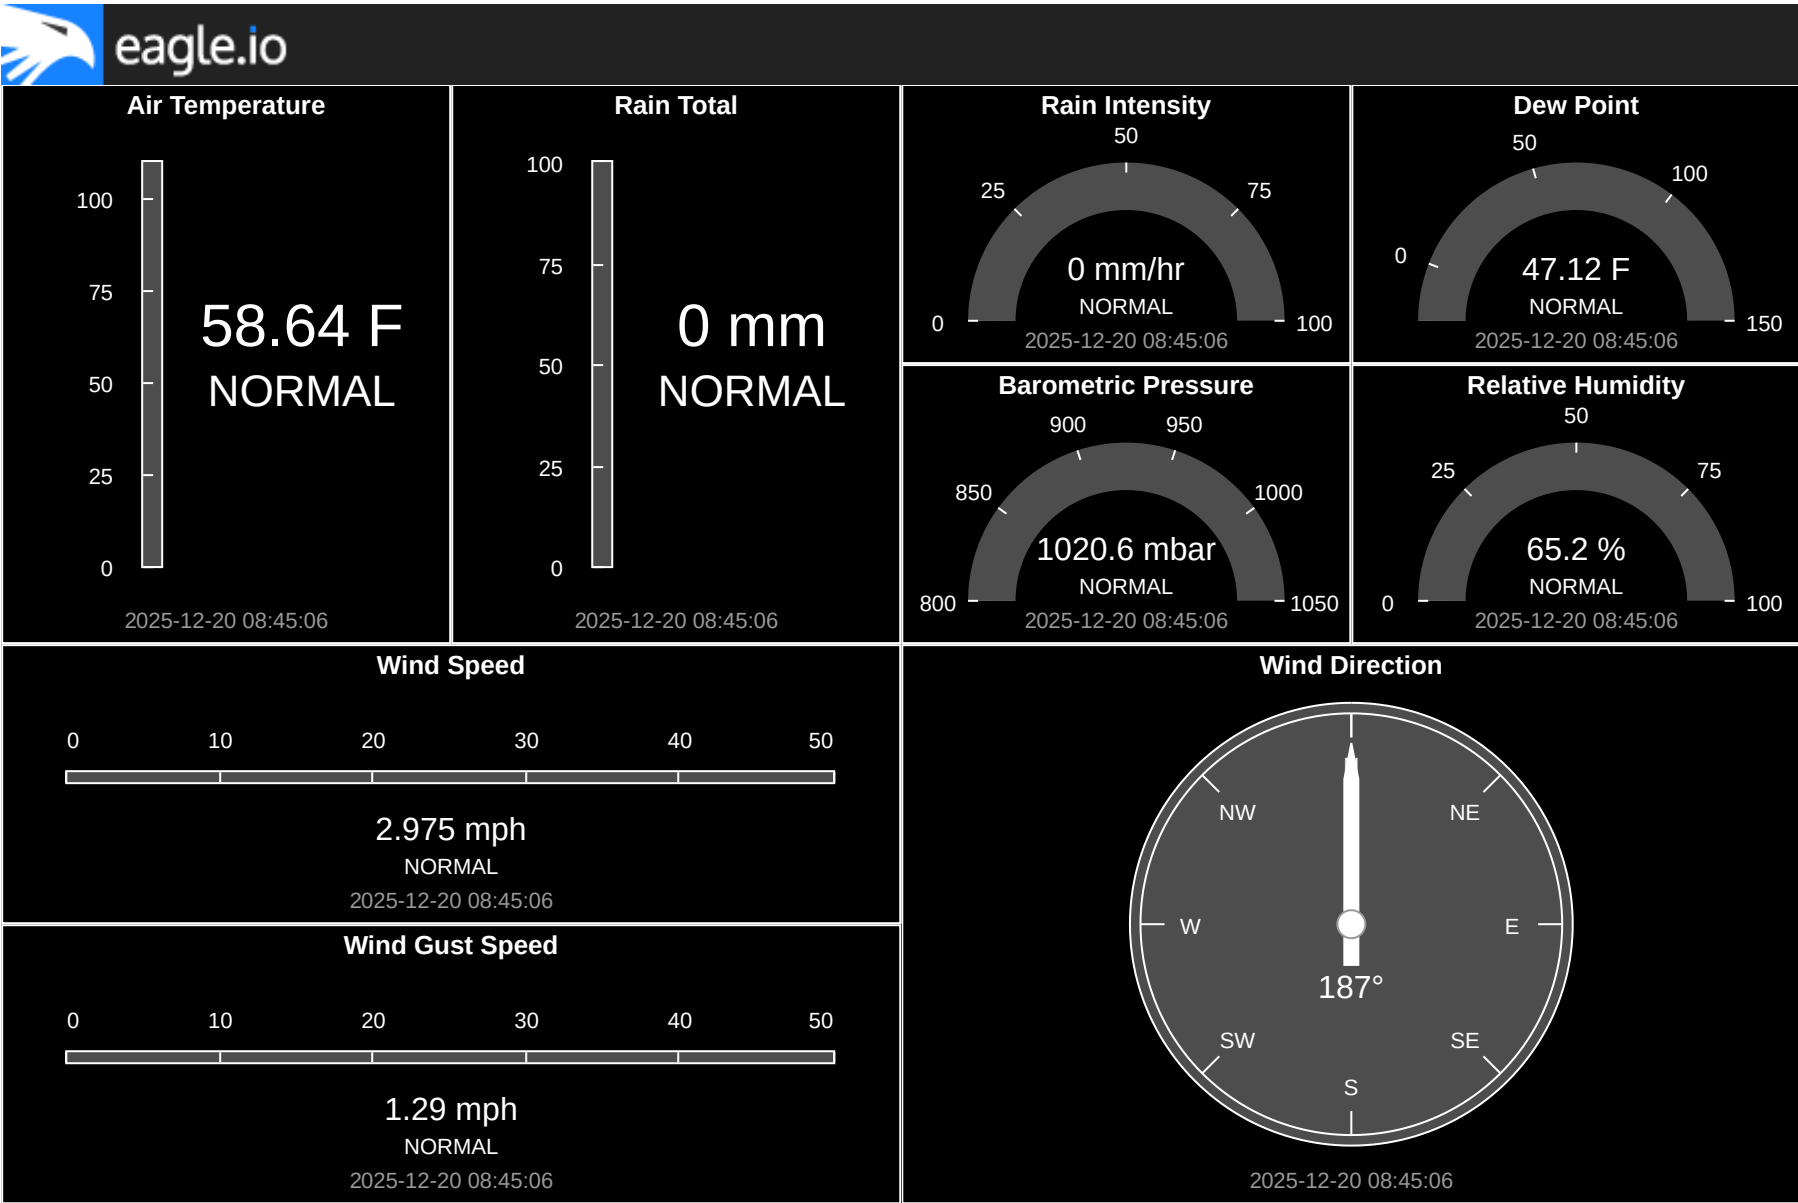 eagle.io
Air Temperature
100
75
50
25
0
58.64 F
NORMAL
2025-12-20 08:45:06
Rain Total
100
75
50
25
0
0 mm
NORMAL
2025-12-20 08:45:06
Rain Intensity
50
25
75
0
100
0 mm/hr
NORMAL
2025-12-20 08:45:06
Dew Point
50
100
0
150
47.12 F
NORMAL
2025-12-20 08:45:06
Barometric Pressure
900
950
850
1000
800
1050
1020.6 mbar
NORMAL
2025-12-20 08:45:06
Relative Humidity
50
25
75
0
100
65.2 %
NORMAL
2025-12-20 08:45:06
Wind Speed
0 10 20 30 40 50
2.975 mph
NORMAL
2025-12-20 08:45:06
Wind Gust Speed
0 10 20 30 40 50
1.29 mph
NORMAL
2025-12-20 08:45:06
Wind Direction
NW NE
W E
187°
SW SE
S
2025-12-20 08:45:06